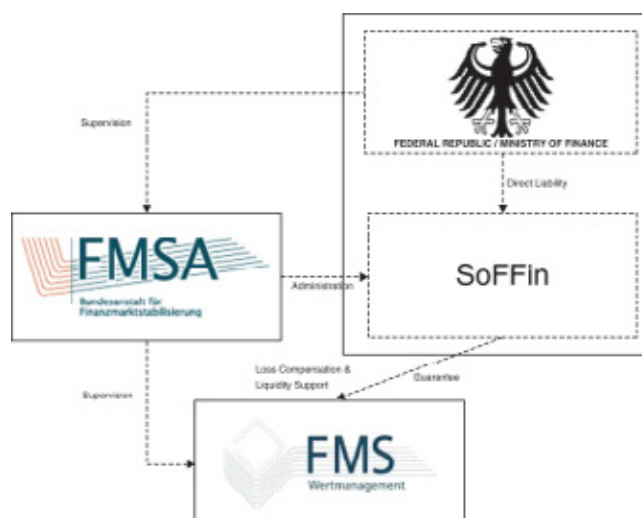 FEDERAL REPUBLIC / MINISTRY OF FINANCE
Supervision
Direct Liability
FMSA
Bundesanstalt für
Finanzmarktstabilisierung
Administration
SoFFin
Loss Compensation &
Liquidity Support
Guarantee
Supervision
FMS
Wertmanagement